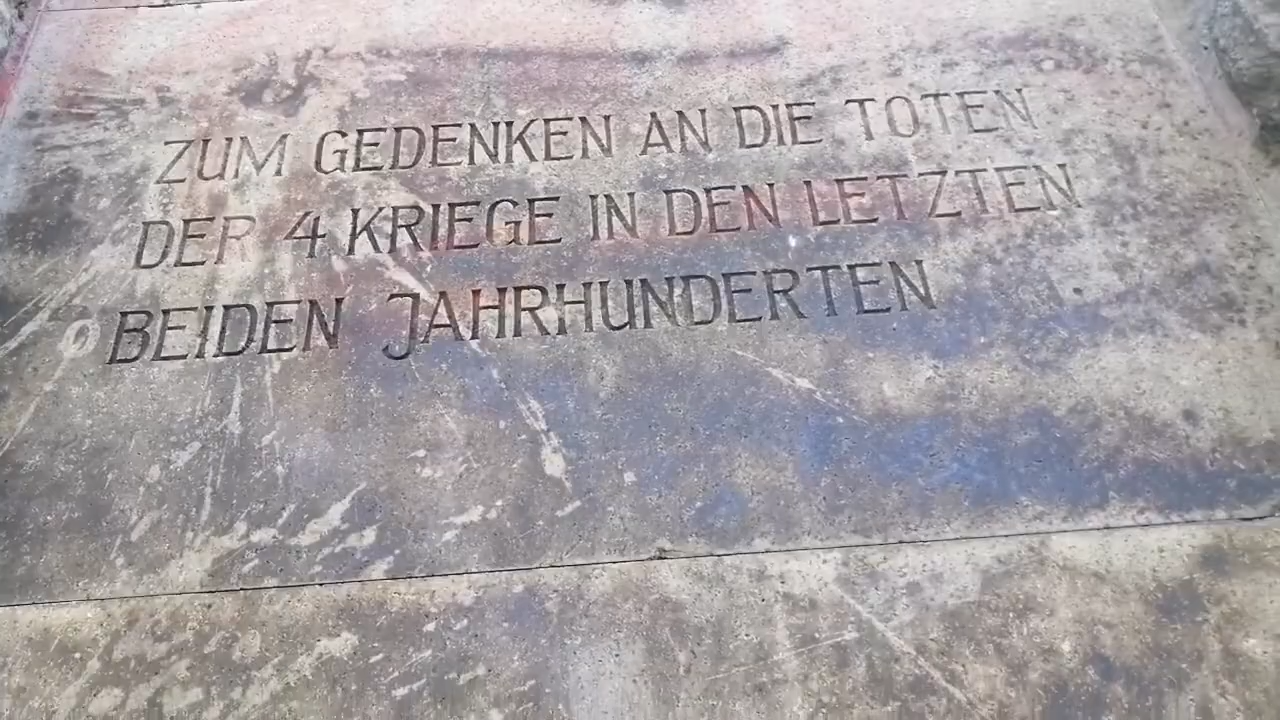 ZUM GEDENKEN AN DIE TOTEN
DER 4 KRIEGE IN DEN LETZTEN
BEIDEN JAHRHUNDERTEN